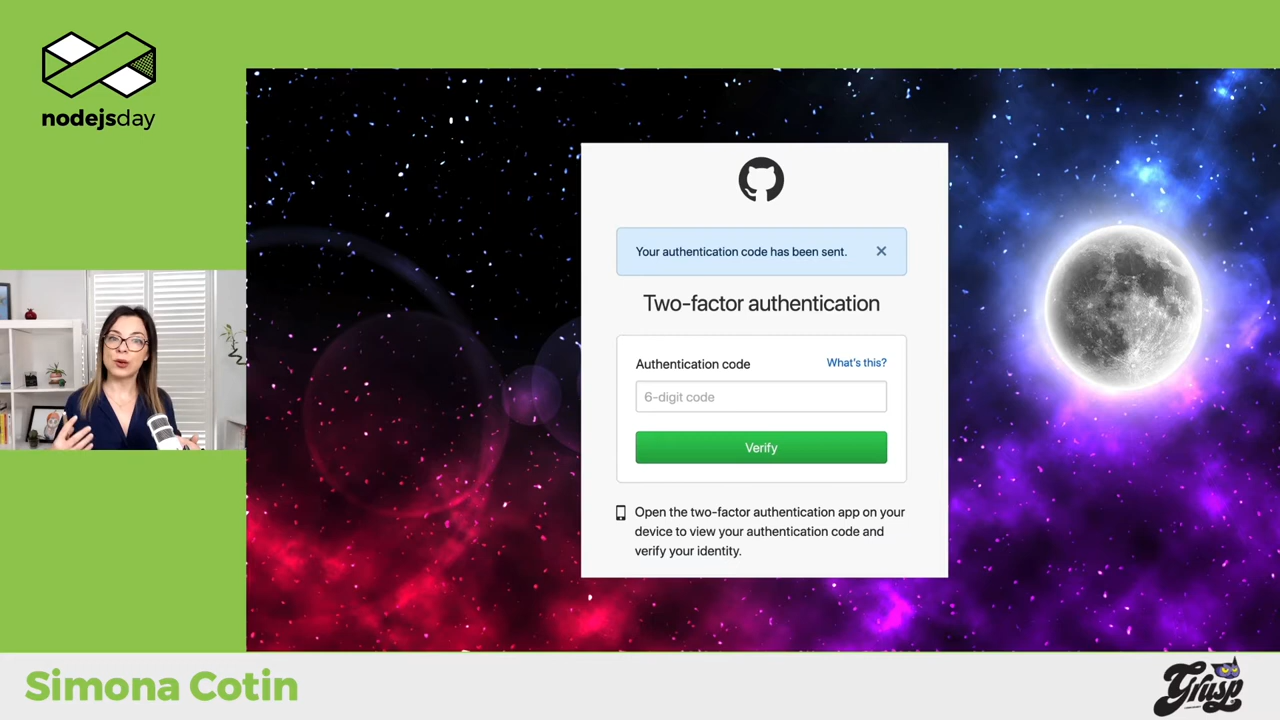 nodejsday
Your authentication code has been sent.
Two-factor authentication
Authentication code
What's this?
6-digit code
Verify
Open the two-factor authentication app on your
device to view your authentication code and
verify your identity.
Simona Cotin
Grusp